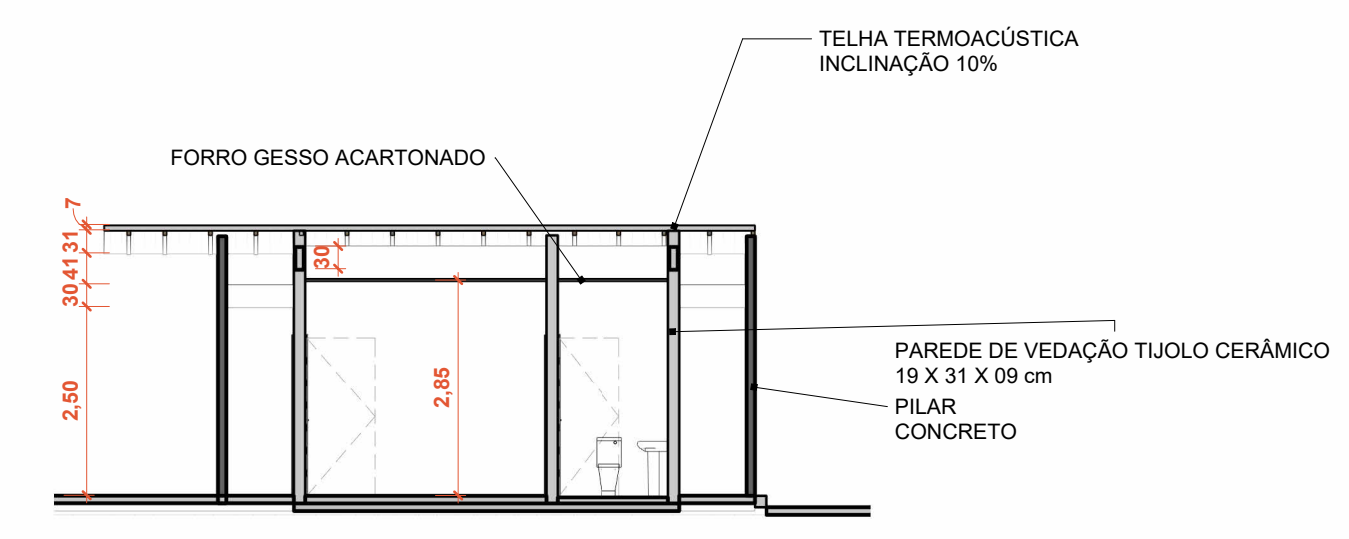 TELHA TERMOACÚSTICA
INCLINAÇÃO 10%
FORRO GESSO ACARTONADO
7
31
41
30
2,50
30
2,85
PAREDE DE VEDAÇÃO TIJOLO CERÂMICO
19 X 31 X 09 cm
PILAR
CONCRETO